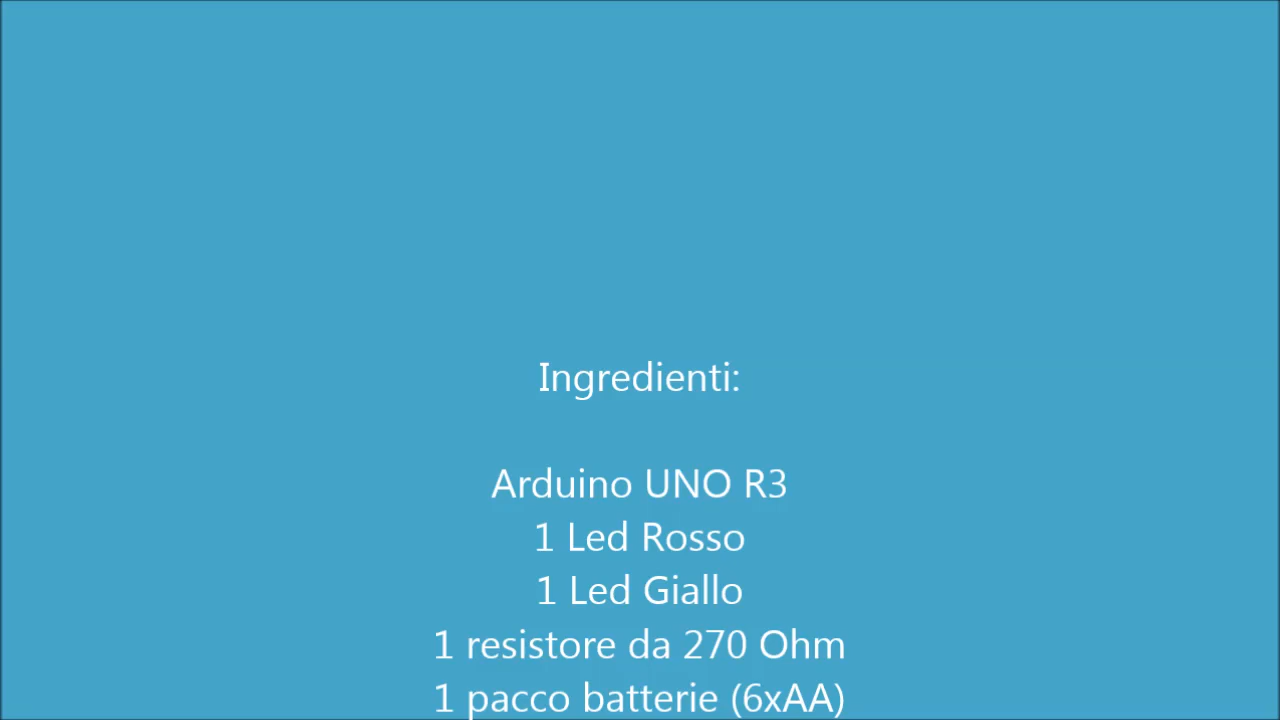 Ingredienti:
Arduino UNO R3
1 Led Rosso
1 Led Giallo
1 resistore da 270 Ohm
1 pacco batterie (6xAA)